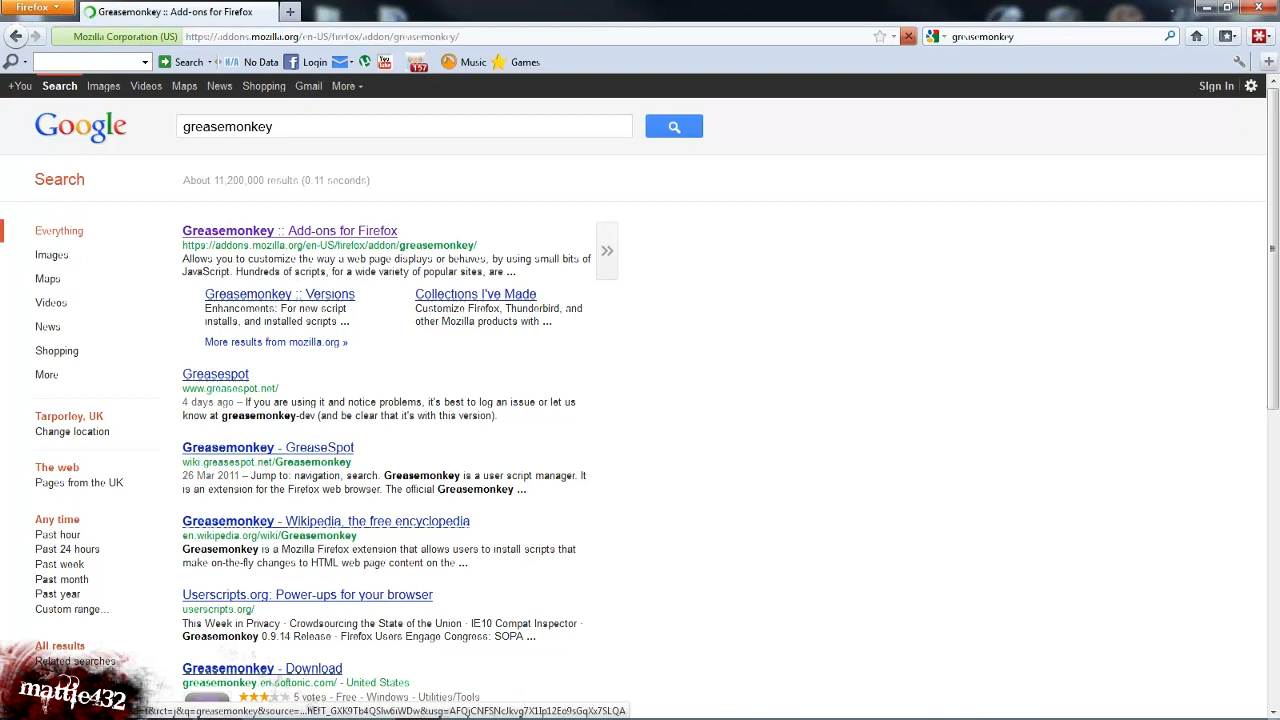 Firefox
Greasemonkey :: Add-ons for Firefox
Mozilla Corporation (US) https://addons.mozilla.org/en-US/firefox/addon/greasemonkey/ greasemonkey
Search N/A No Data Login 157 Music Games
+You Search Images Videos Maps News Shopping Gmail More Sign In
Google greasemonkey
Search About 11,200,000 results (0.11 seconds)
Everything
Images
Maps
Videos
News
Shopping
More
Tarporley, UK
Change location
The web
Pages from the UK
Any time
Past hour
Past 24 hours
Past week
Past month
Past year
Custom range...
All results
Related searches
Greasemonkey :: Add-ons for Firefox
https://addons.mozilla.org/en-US/firefox/addon/greasemonkey/
Allows you to customize the way a web page displays or behaves, by using small bits of
JavaScript. Hundreds of scripts, for a wide variety of popular sites, are ...
Greasemonkey :: Versions
Enhancements: For new script
installs, and installed scripts ...
Collections I've Made
Customize Firefox, Thunderbird, and
other Mozilla products with ...
More results from mozilla.org »
Greasespot
www.greasespot.net/
4 days ago – If you are using it and notice problems, it's best to log an issue or let us
know at greasemonkey-dev (and be clear that it's with this version).
Greasemonkey - GreaseSpot
wiki.greasespot.net/Greasemonkey
26 Mar 2011 – Jump to: navigation, search. Greasemonkey is a user script manager. It
is an extension for the Firefox web browser. The official Greasemonkey ...
Greasemonkey - Wikipedia, the free encyclopedia
en.wikipedia.org/wiki/Greasemonkey
Greasemonkey is a Mozilla Firefox extension that allows users to install scripts that
make on-the-fly changes to HTML web page content on the ...
Userscripts.org: Power-ups for your browser
userscripts.org/
This Week in Privacy · Crowdsourcing the State of the Union · IE10 Compat Inspector ·
Greasemonkey 0.9.14 Release · Firefox Users Engage Congress: SOPA ...
Greasemonkey - Download
greasemonkey.en.softonic.com/ - United States
5 votes - Free - Windows - Utilities/Tools
mattie432